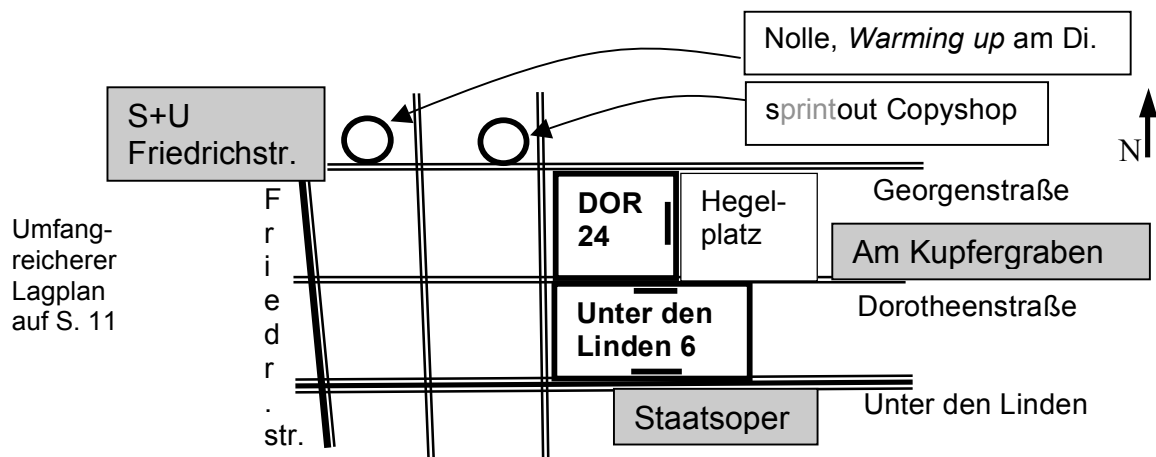 Nolle, Warming up am Di.
sprintout Copyshop
S+U
Friedrichstr.
N
Georgenstraße
DOR
24
Hegel-
platz
Umfang-
reicherer
Lagplan
auf S. 11
F
r
i
e
d
r
.
str.
Am Kupfergraben
Dorotheenstraße
Unter den
Linden 6
Staatsoper
Unter den Linden